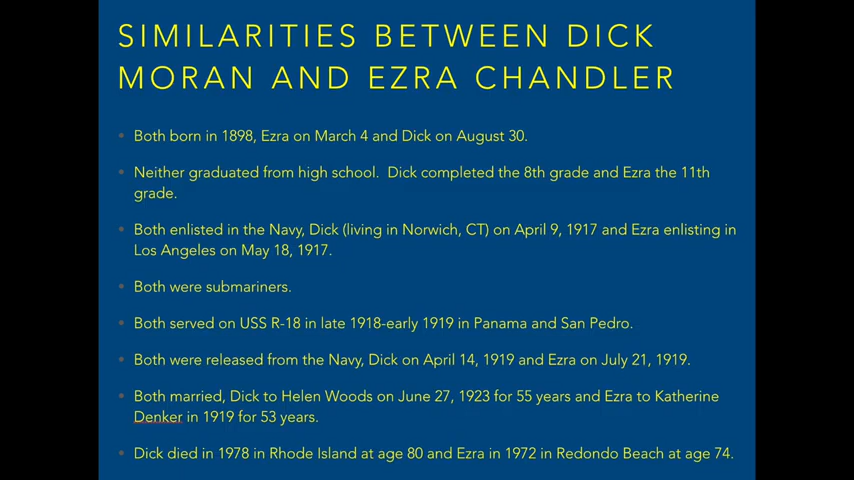 SIMILARITIES BETWEEN DICK
MORAN AND EZRA CHANDLER
• Both born in 1898, Ezra on March 4 and Dick on August 30.
• Neither graduated from high school.  Dick completed the 8th grade and Ezra the 11th
grade.
• Both enlisted in the Navy, Dick (living in Norwich, CT) on April 9, 1917 and Ezra enlisting in
Los Angeles on May 18, 1917.
• Both were submariners.
• Both served on USS R-18 in late 1918-early 1919 in Panama and San Pedro.
• Both were released from the Navy, Dick on April 14, 1919 and Ezra on July 21, 1919.
• Both married, Dick to Helen Woods on June 27, 1923 for 55 years and Ezra to Katherine
Denker in 1919 for 53 years.
• Dick died in 1978 in Rhode Island at age 80 and Ezra in 1972 in Redondo Beach at age 74.